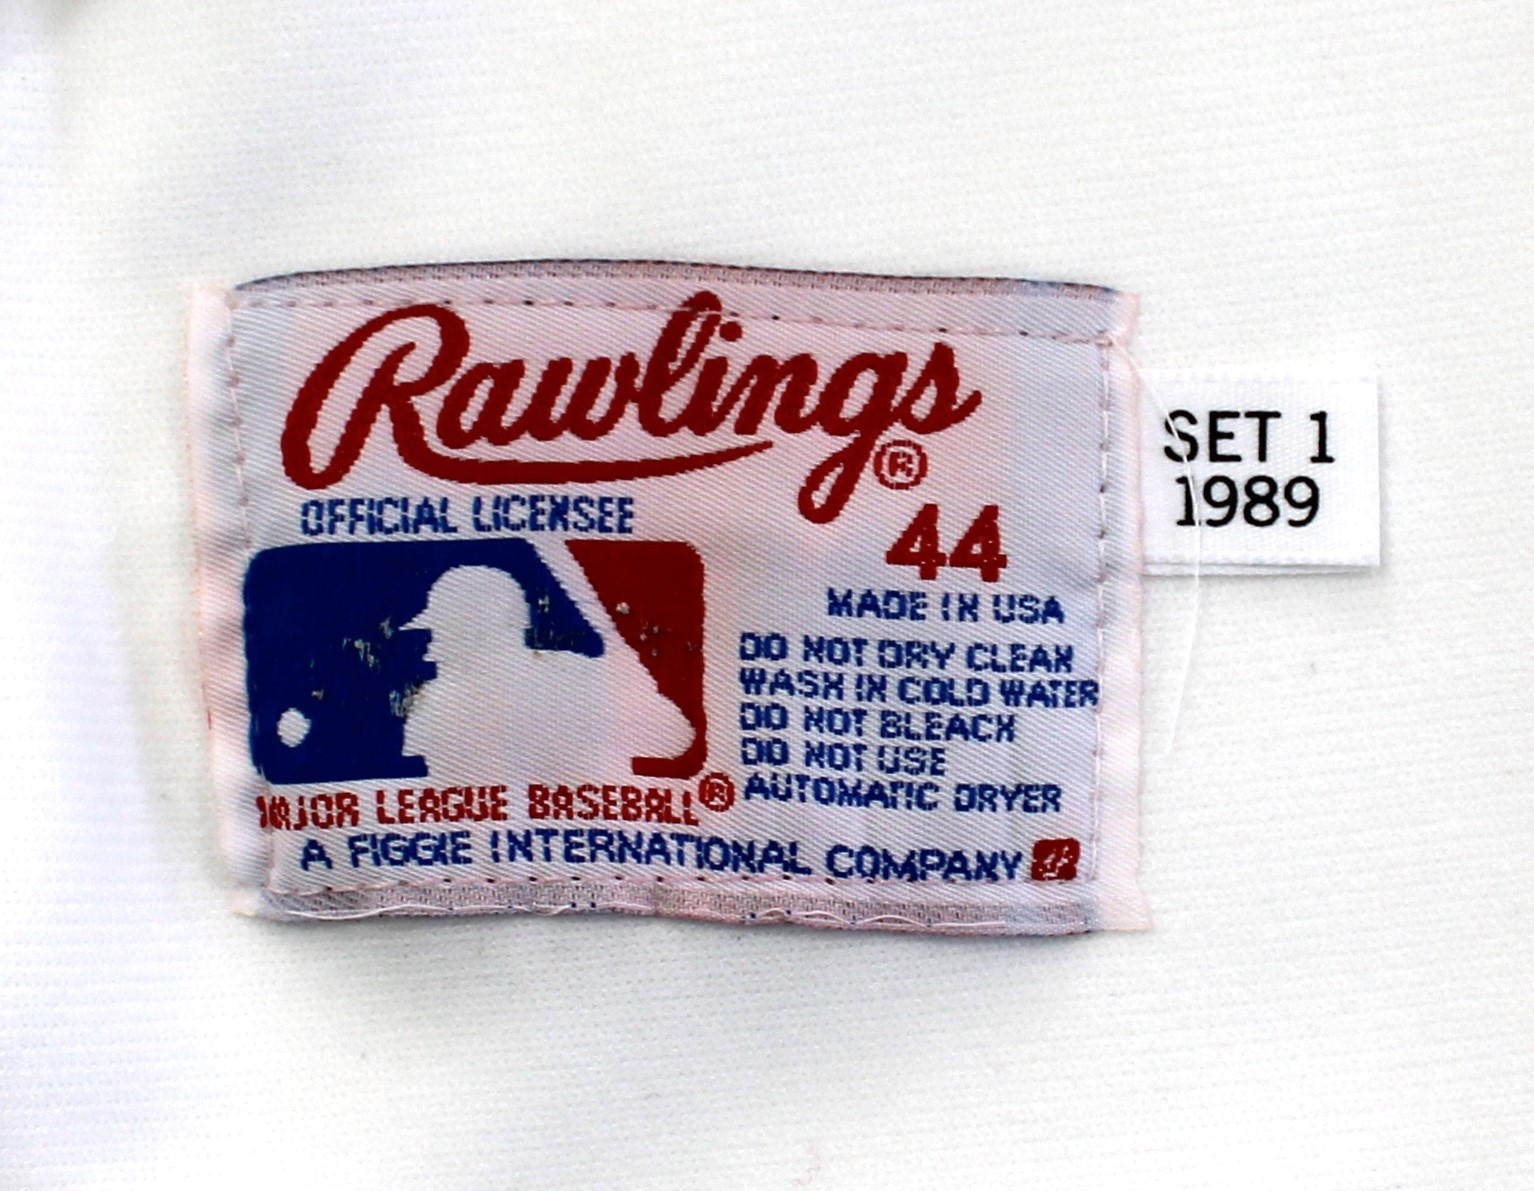 Rawlings®
OFFICIAL LICENSEE
44
MADE IN USA
DO NOT DRY CLEAN
WASH IN COLD WATER
DO NOT BLEACH
DO NOT USE
AUTOMATIC DRYER
MAJOR LEAGUE BASEBALL®
A FIGGIE INTERNATIONAL COMPANY
SET 1
1989